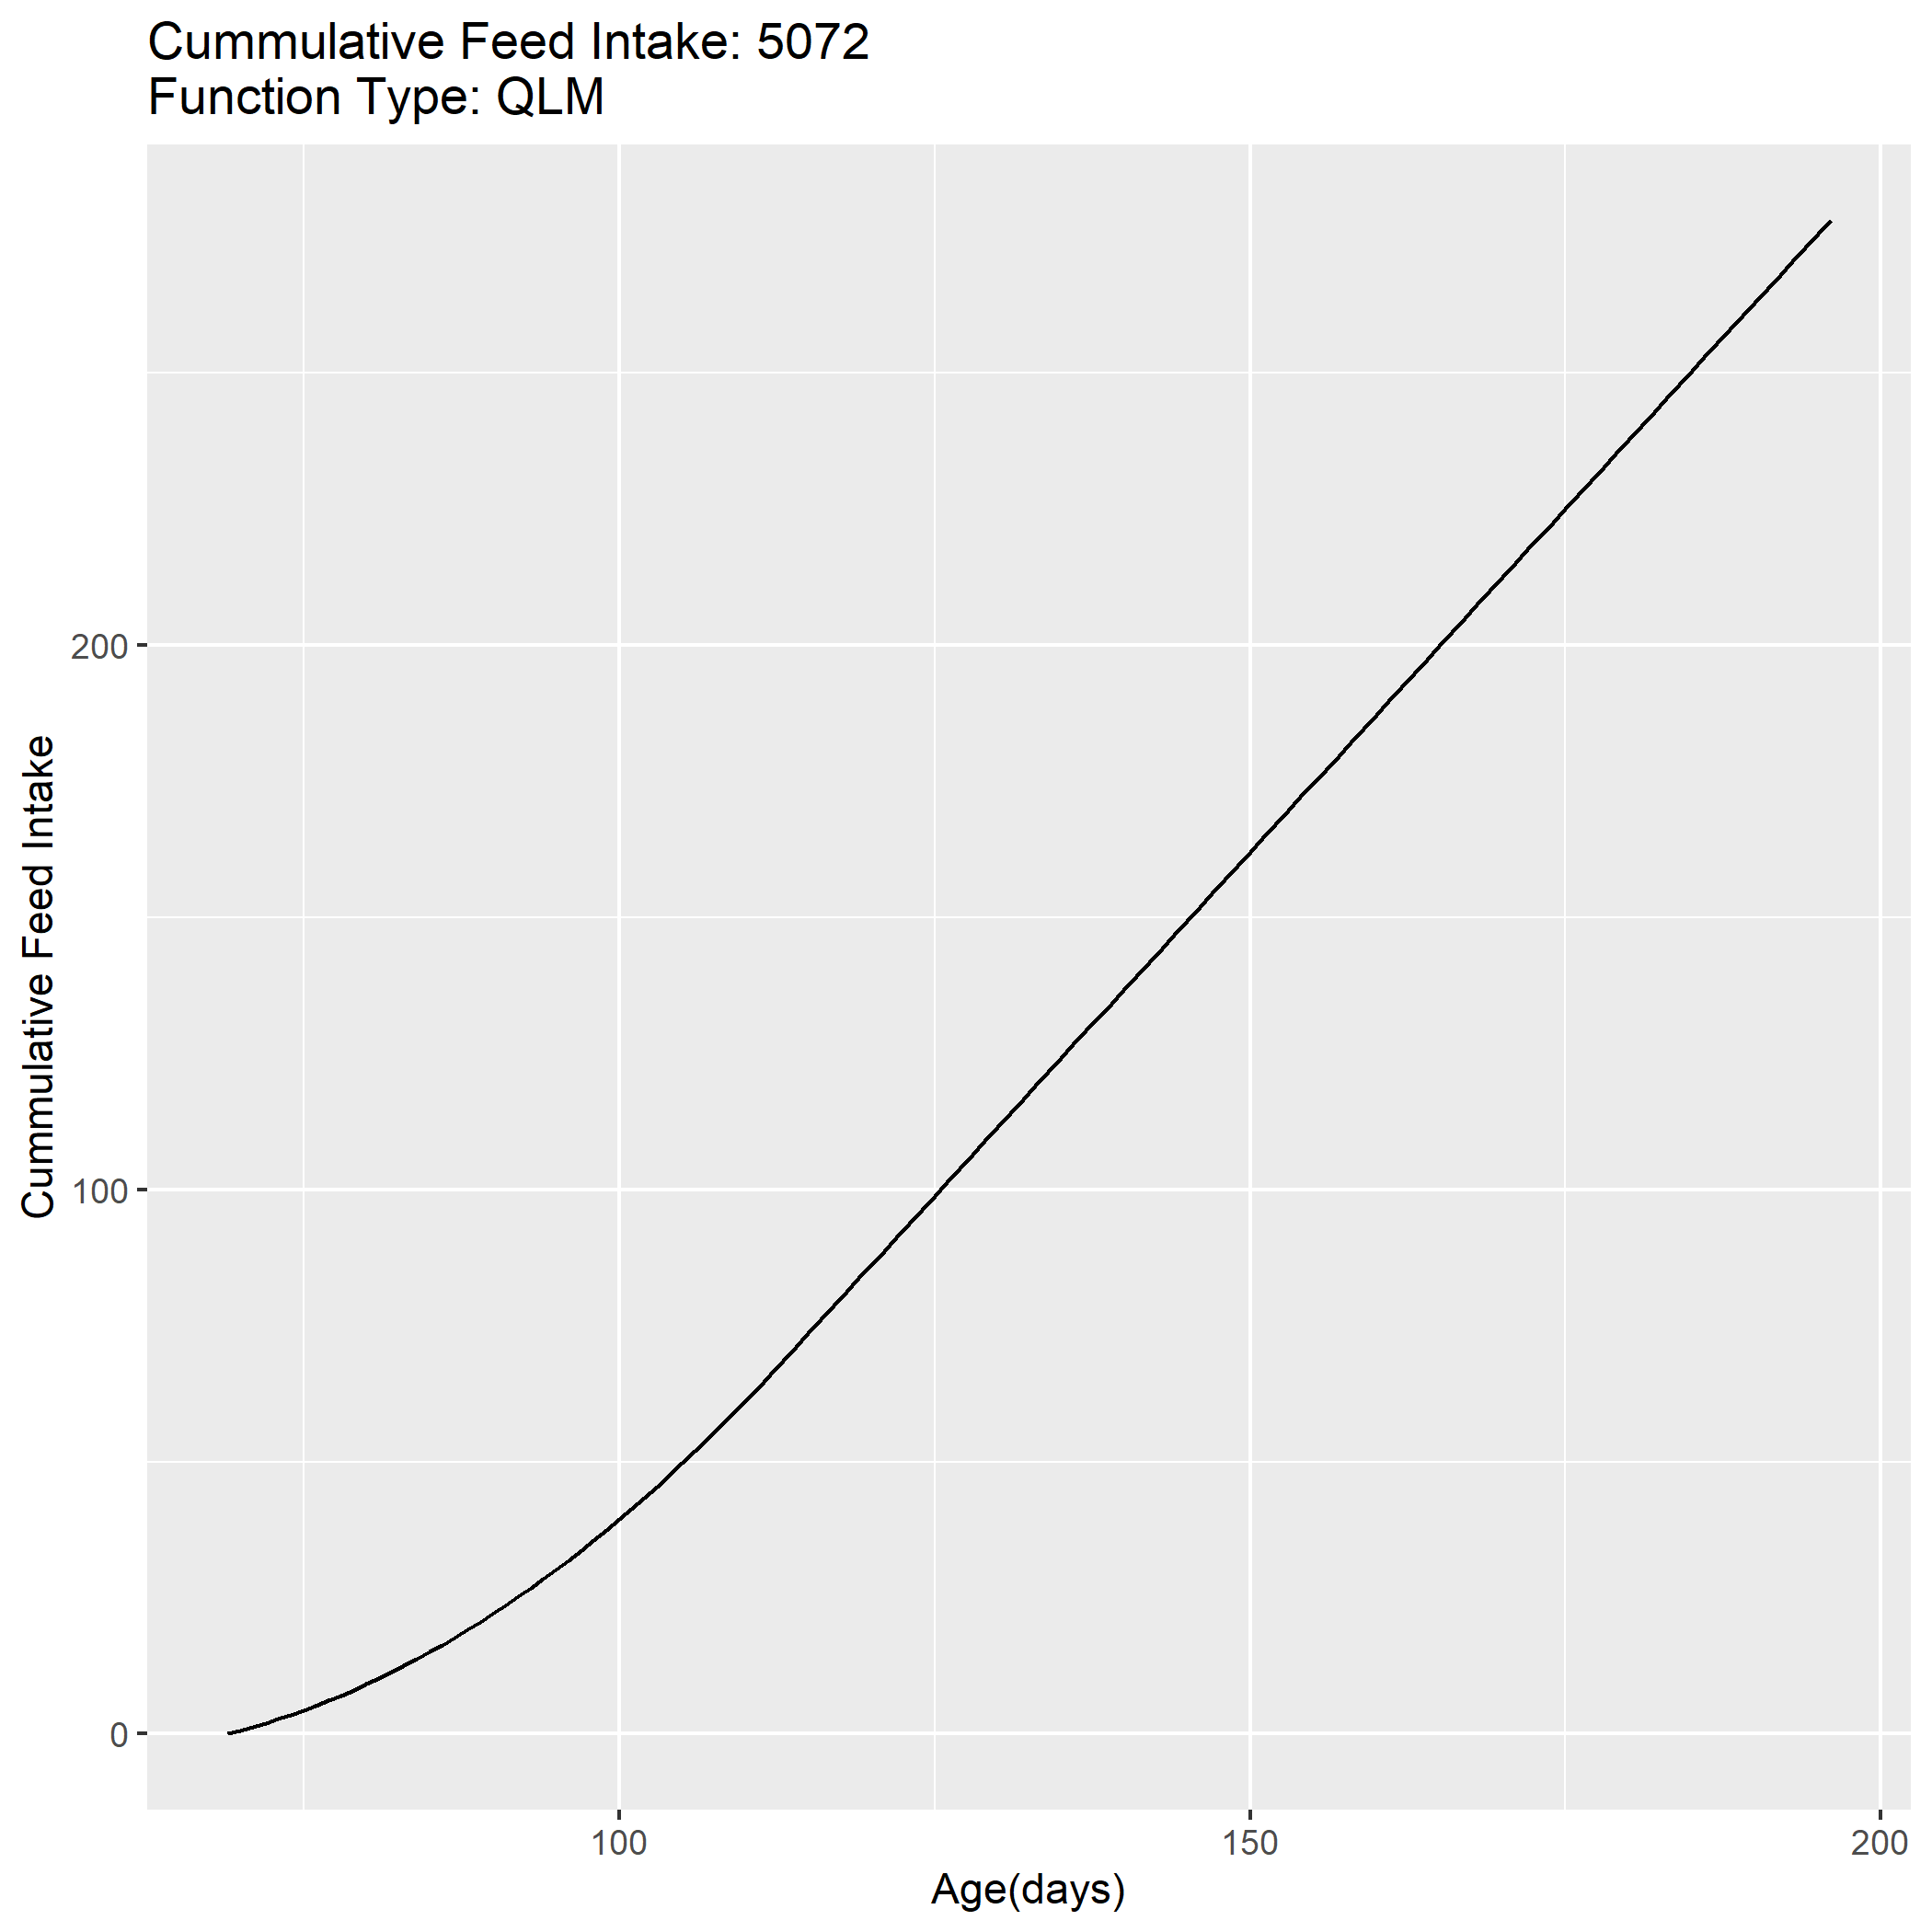 Cummulative Feed Intake: 5072
Function Type: QLM
Cummulative Feed Intake
200
100
0
100
150
200
Age(days)